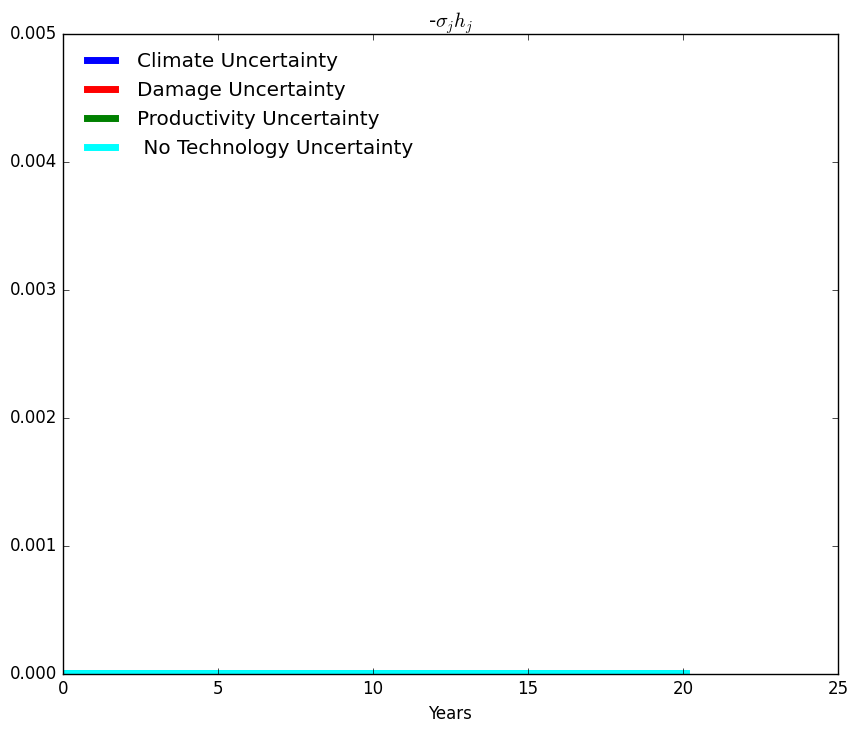 -σⱼhⱼ
0.005
Climate Uncertainty
Damage Uncertainty
Productivity Uncertainty
No Technology Uncertainty
0.004
0.003
0.002
0.001
0.000
0 5 10 15 20 25
Years